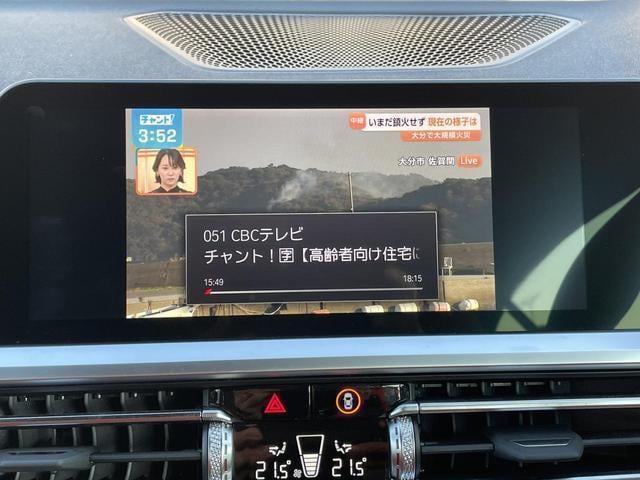 チャント!
3:52
中継 いまだ鎮火せず 現在の様子は
大分で大規模火災
大分市 佐賀関 Live
051 CBCテレビ
チャント!🈑【高齢者向け住宅に
15:49 18:15
21.5° 21.5°